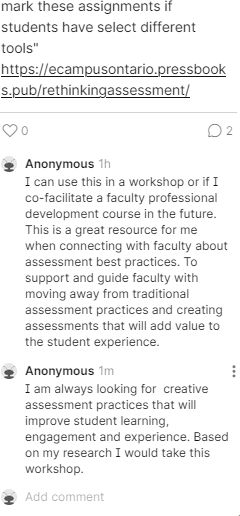 mark these assignments if
students have select different
tools"
https://ecampusontario.pressbook
s.pub/rethinkingassessment/
0
2
Anonymous 1h
I can use this in a workshop or if I
co-facilitate a faculty professional
development course in the future.
This is a great resource for me
when connecting with faculty about
assessment best practices. To
support and guide faculty with
moving away from traditional
assessment practices and creating
assessments that will add value to
the student experience.
Anonymous 1m
I am always looking for creative
assessment practices that will
improve student learning,
engagement and experience. Based
on my research I would take this
workshop.
Add comment